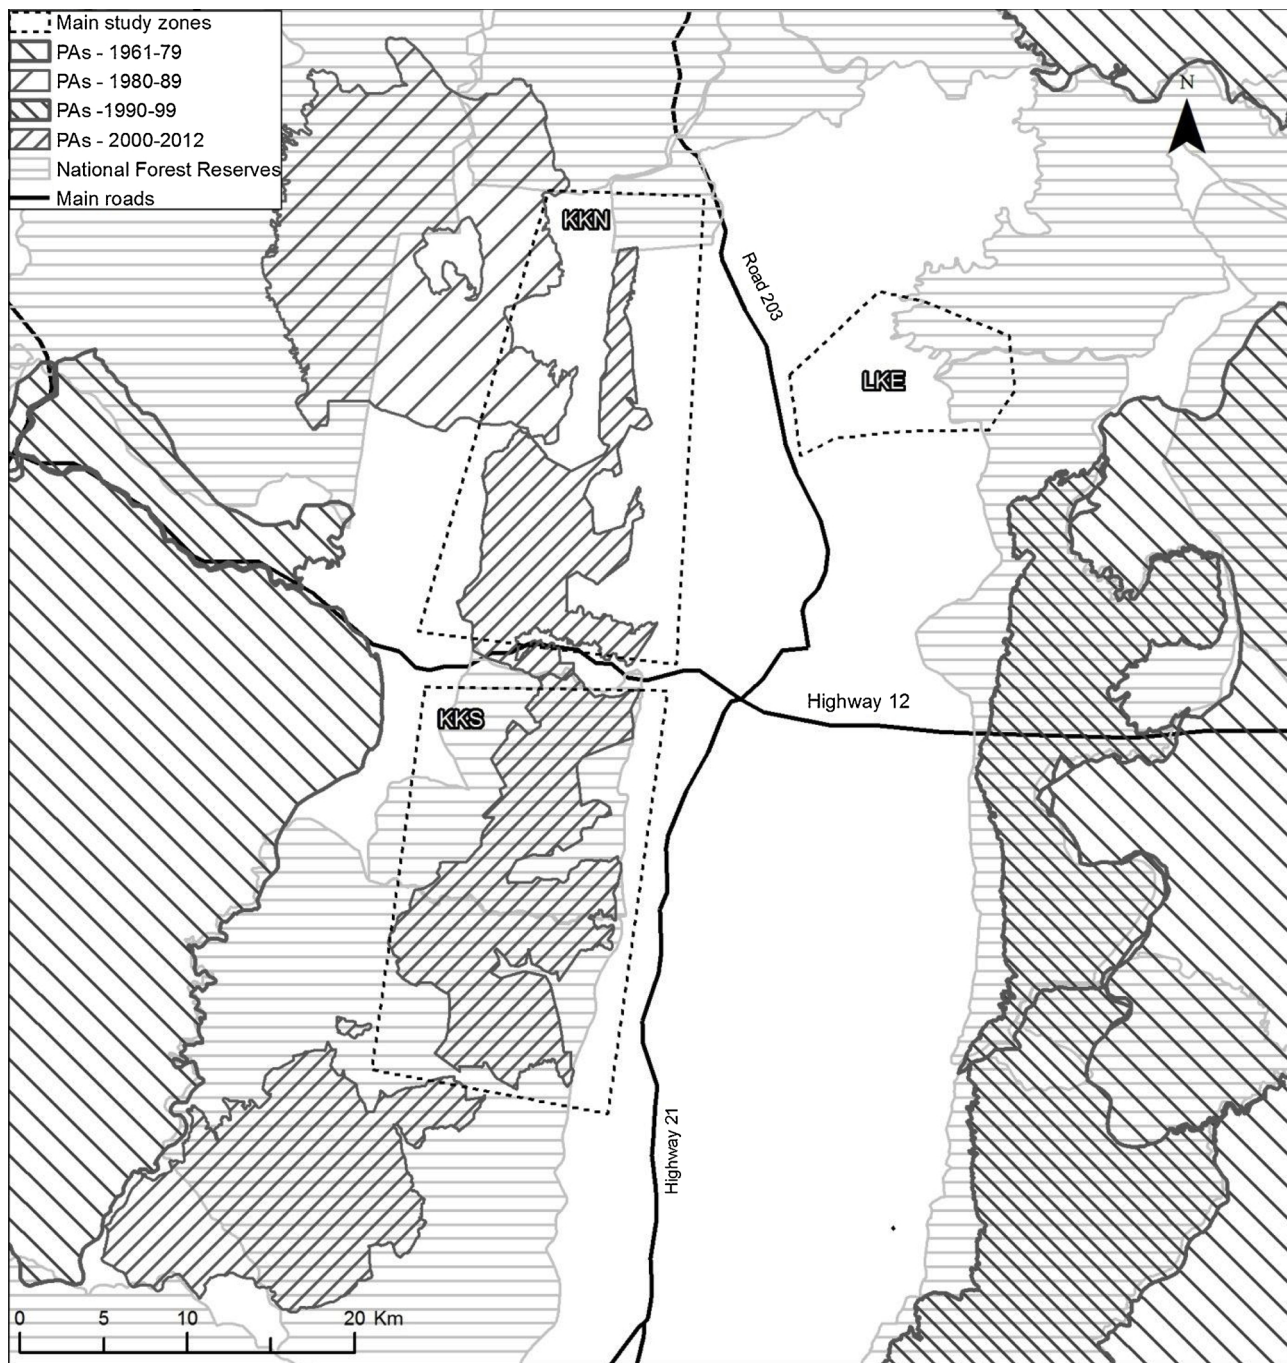 Main study zones
PAs - 1961-79
PAs - 1980-89
PAs -1990-99
PAs - 2000-2012
National Forest Reserves
Main roads
N
KKN
Road 203
LKE
Highway 12
KKS
Highway 21
0 5 10 20 Km